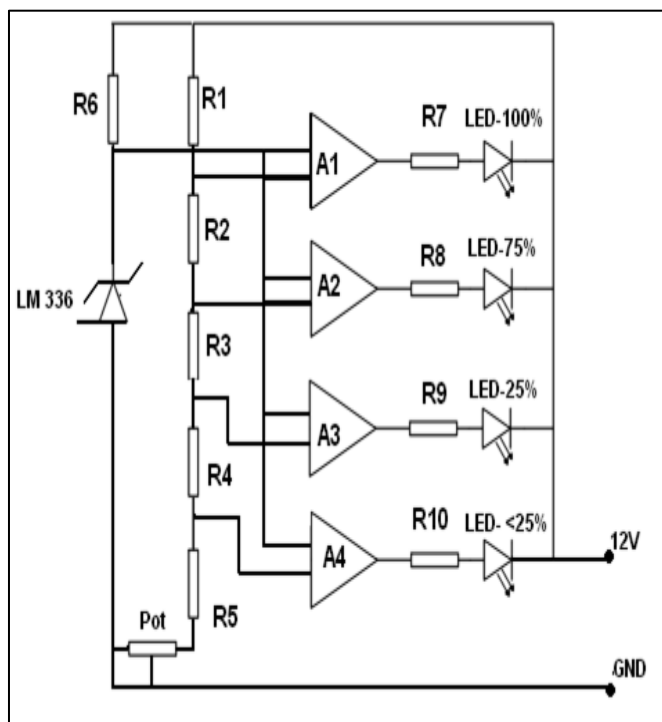 R6
R1
R7
LED-100%
A1
R2
R8
LED-75%
A2
LM 336
R3
R9
LED-25%
A3
R4
R10
LED- <25%
A4
12V
Pot
R5
GND